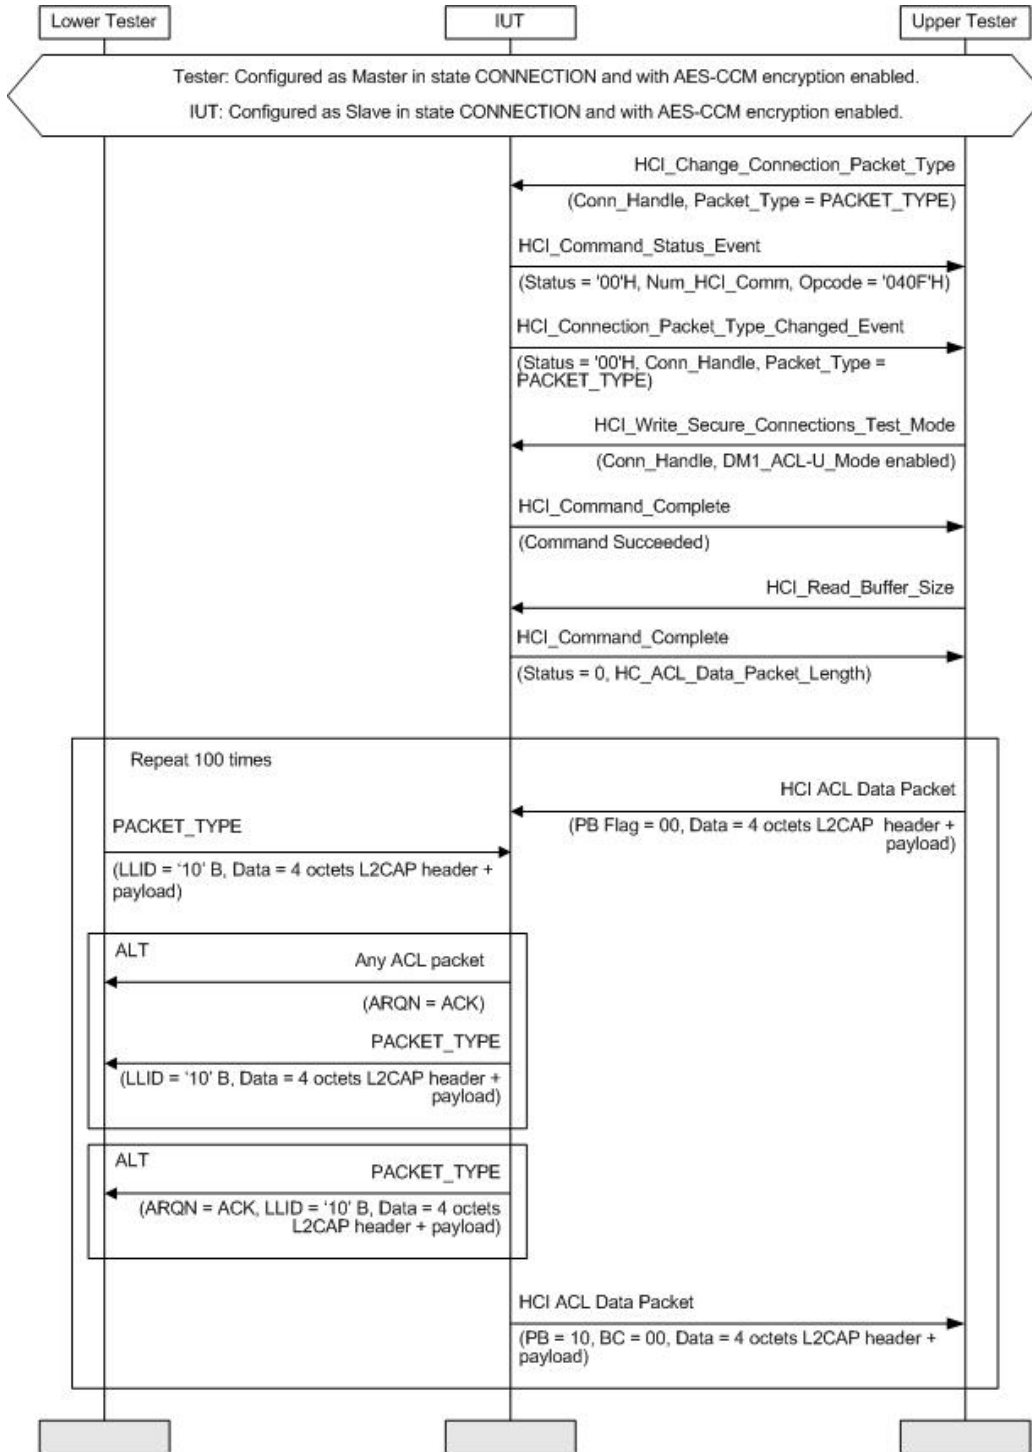 Lower Tester
IUT
Upper Tester
Tester: Configured as Master in state CONNECTION and with AES-CCM encryption enabled.
IUT: Configured as Slave in state CONNECTION and with AES-CCM encryption enabled.
HCI_Change_Connection_Packet_Type
(Conn_Handle, Packet_Type = PACKET_TYPE)
HCI_Command_Status_Event
(Status = '00'H, Num_HCI_Comm, Opcode = '040F'H)
HCI_Connection_Packet_Type_Changed_Event
(Status = '00'H, Conn_Handle, Packet_Type =
PACKET_TYPE)
HCI_Write_Secure_Connections_Test_Mode
(Conn_Handle, DM1_ACL-U_Mode enabled)
HCI_Command_Complete
(Command Succeeded)
HCI_Read_Buffer_Size
HCI_Command_Complete
(Status = 0, HC_ACL_Data_Packet_Length)
Repeat 100 times
HCI ACL Data Packet
(PB Flag = 00, Data = 4 octets L2CAP header +
payload)
PACKET_TYPE
(LLID = ‘10’ B, Data = 4 octets L2CAP header +
payload)
ALT
Any ACL packet
(ARQN = ACK)
PACKET_TYPE
(LLID = ‘10’ B, Data = 4 octets L2CAP header +
payload)
ALT
PACKET_TYPE
(ARQN = ACK, LLID = ‘10’ B, Data = 4 octets
L2CAP header + payload)
HCI ACL Data Packet
(PB = 10, BC = 00, Data = 4 octets L2CAP header +
payload)